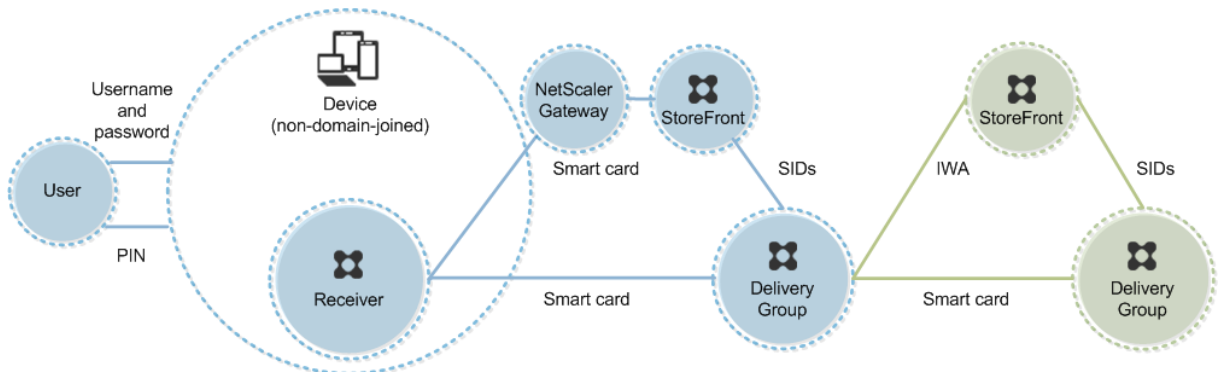 Username
and
password
User
PIN
Device
(non-domain-joined)
Receiver
NetScaler
Gateway
StoreFront
Smart card
SIDs
Smart card
Delivery
Group
StoreFront
IWA
SIDs
Smart card
Delivery
Group